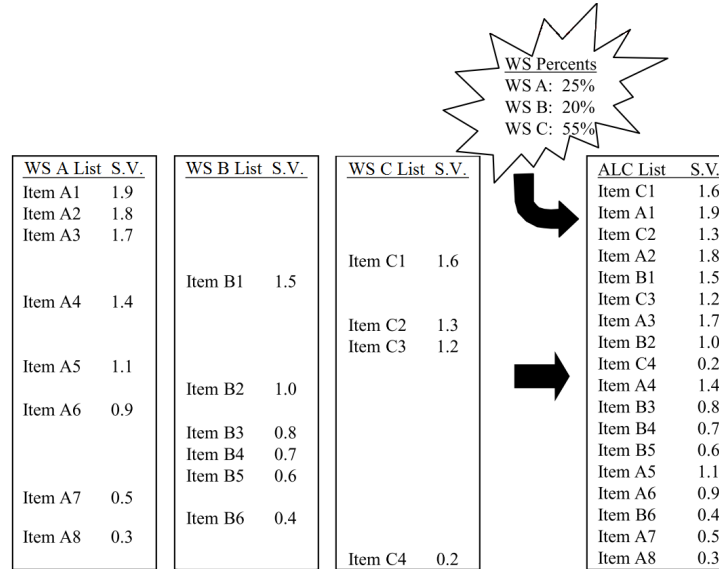 WS Percents
WS A: 25%
WS B: 20%
WS C: 55%
WS A List S.V.
Item A1 1.9
Item A2 1.8
Item A3 1.7
Item A4 1.4
Item A5 1.1
Item A6 0.9
Item A7 0.5
Item A8 0.3
WS B List S.V.
Item B1 1.5
Item B2 1.0
Item B3 0.8
Item B4 0.7
Item B5 0.6
Item B6 0.4
WS C List S.V.
Item C1 1.6
Item C2 1.3
Item C3 1.2
Item C4 0.2
ALC List S.V.
Item C1 1.6
Item A1 1.9
Item C2 1.3
Item A2 1.8
Item B1 1.5
Item C3 1.2
Item A3 1.7
Item B2 1.0
Item C4 0.2
Item A4 1.4
Item B3 0.8
Item B4 0.7
Item B5 0.6
Item A5 1.1
Item A6 0.9
Item B6 0.4
Item A7 0.5
Item A8 0.3